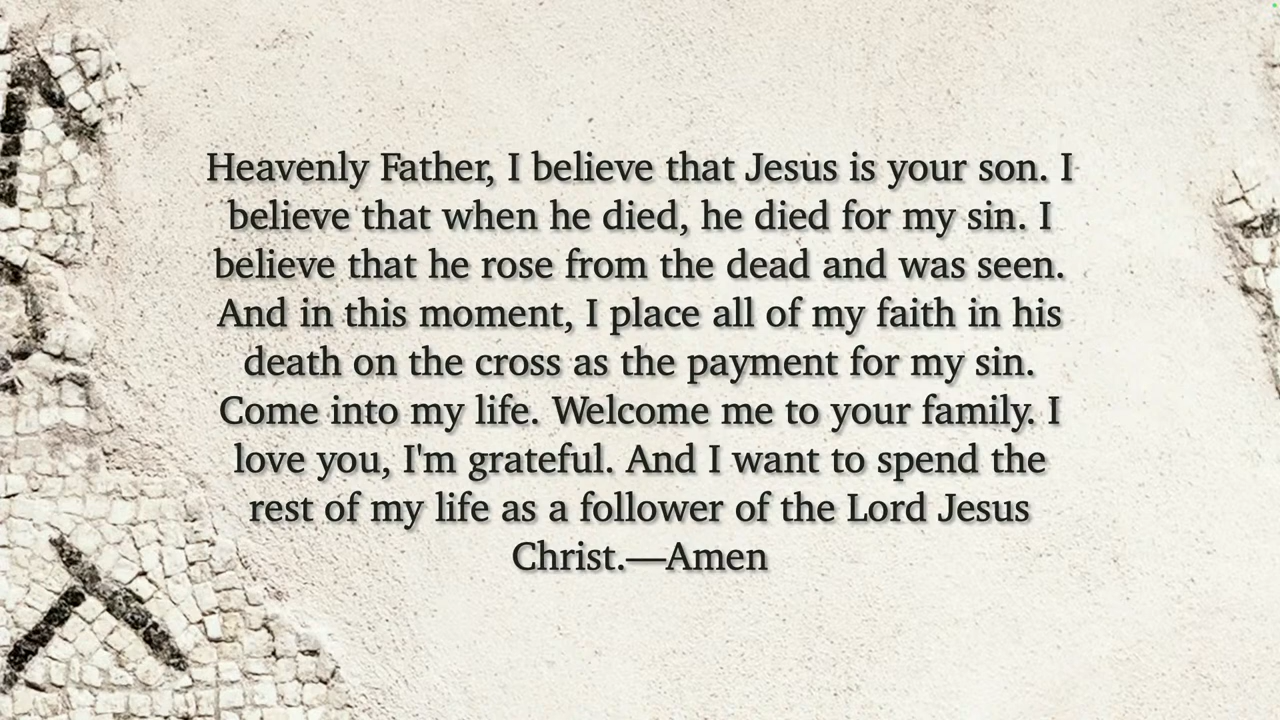 Heavenly Father, I believe that Jesus is your son. I
believe that when he died, he died for my sin. I
believe that he rose from the dead and was seen.
And in this moment, I place all of my faith in his
death on the cross as the payment for my sin.
Come into my life. Welcome me to your family. I
love you, I'm grateful. And I want to spend the
rest of my life as a follower of the Lord Jesus
Christ.—Amen